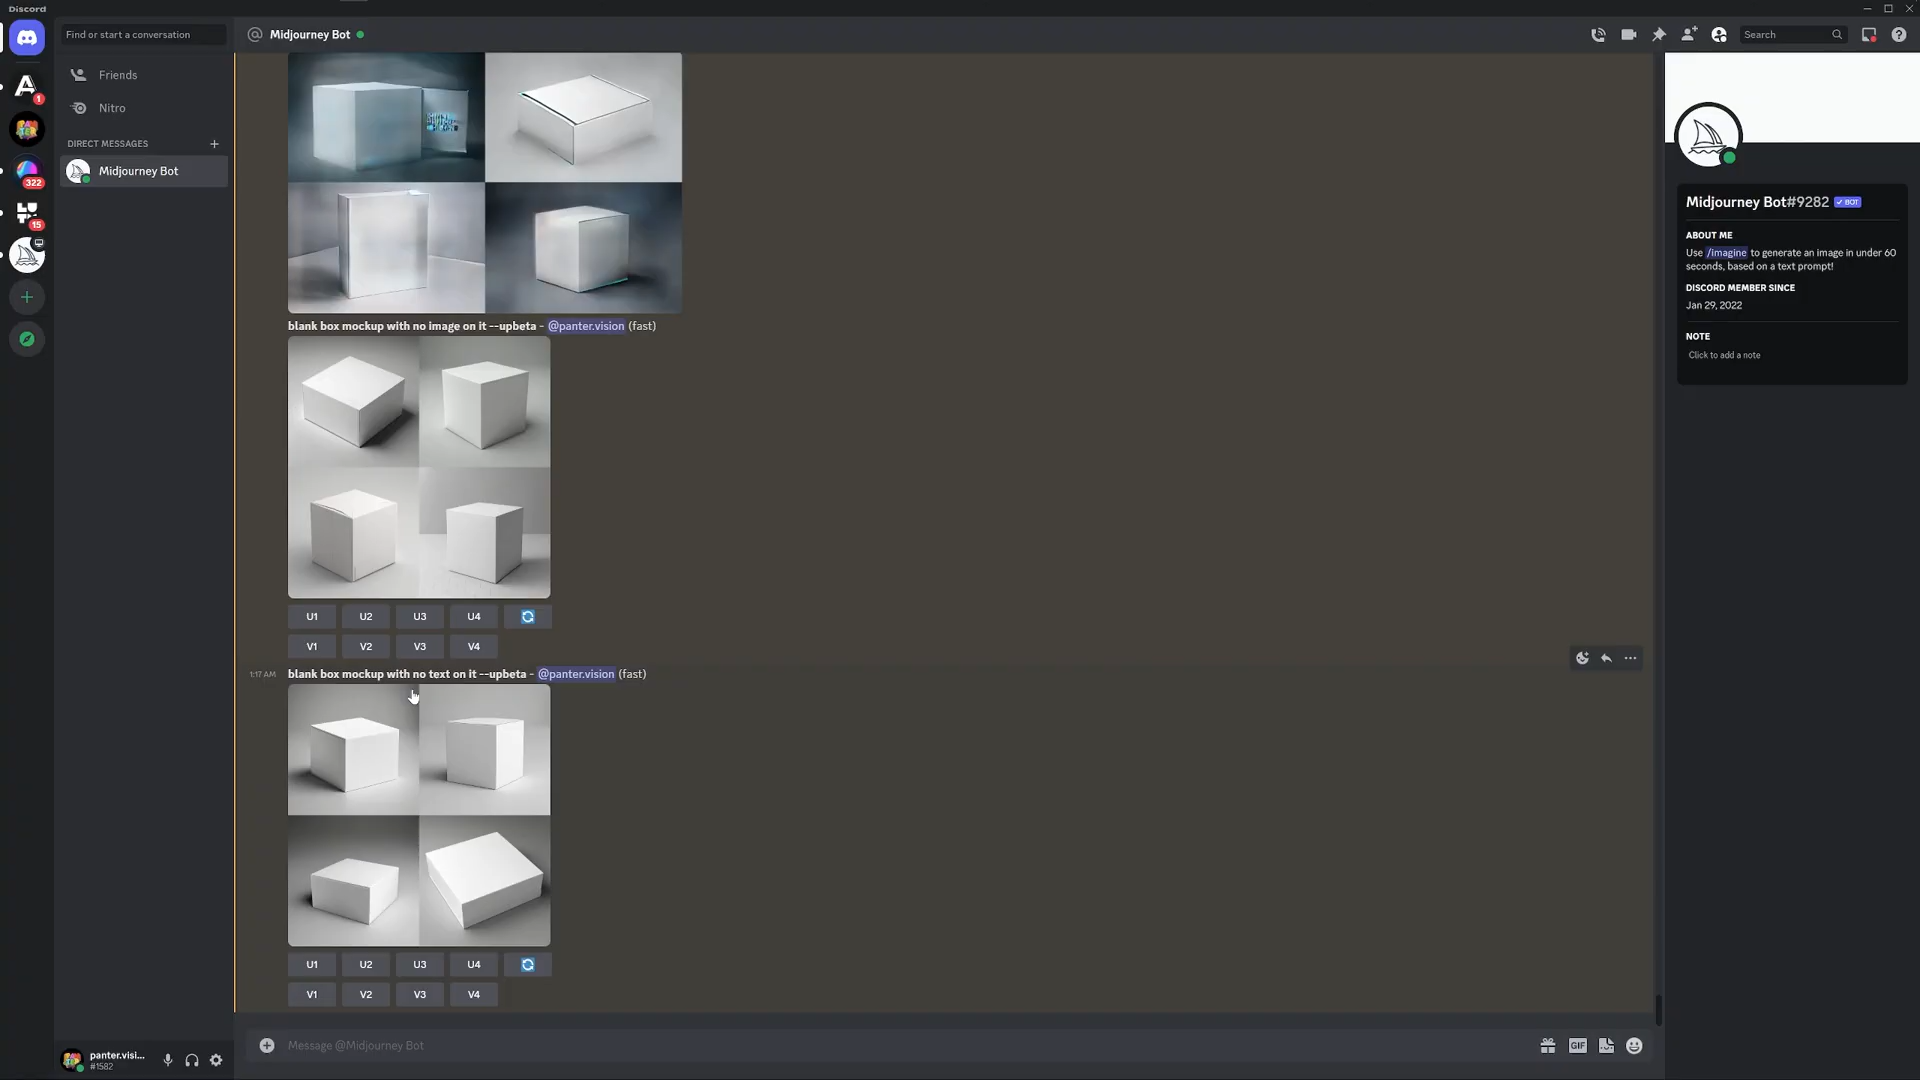 Discord
Find or start a conversation
Midjourney Bot
Search
Friends
Nitro
DIRECT MESSAGES
Midjourney Bot
1
322
15
blank box mockup with no image on it --upbeta - @panter.vision (fast)
U1 U2 U3 U4
V1 V2 V3 V4
1:17 AM blank box mockup with no text on it --upbeta - @panter.vision (fast)
U1 U2 U3 U4
V1 V2 V3 V4
Message @Midjourney Bot
GIF
panter.visi...
#1582
Midjourney Bot#9282 ✓ BOT
ABOUT ME
Use /imagine to generate an image in under 60
seconds, based on a text prompt!
DISCORD MEMBER SINCE
Jan 29, 2022
NOTE
Click to add a note